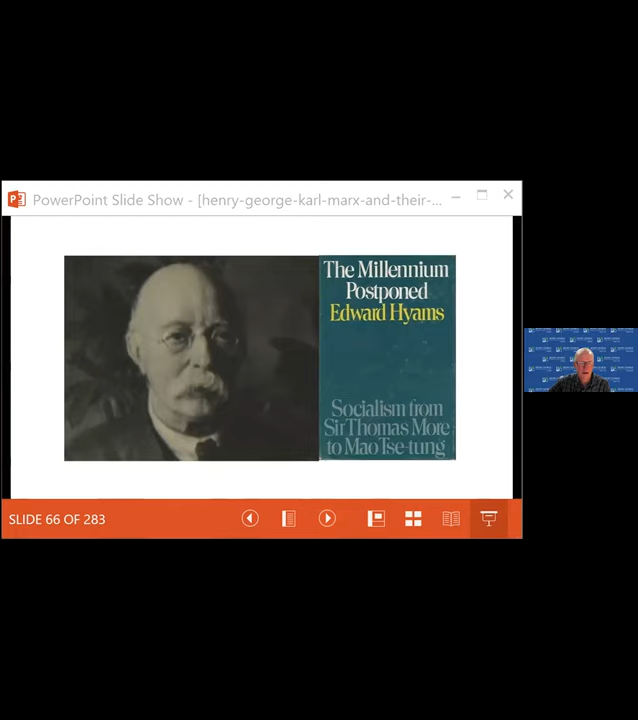 PowerPoint Slide Show - [henry-george-karl-marx-and-their-...
The Millennium
Postponed
Edward Hyams
Socialism from
Sir Thomas More
to Mao Tse-tung
SLIDE 66 OF 283